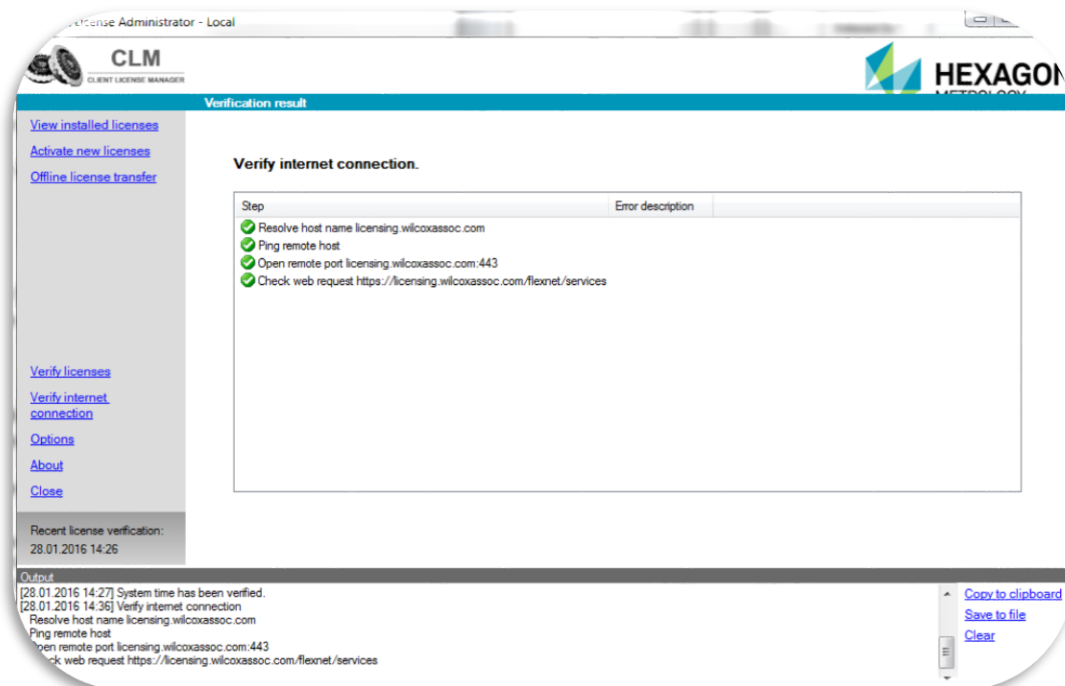 License Administrator - Local
CLM
CLIENT LICENSE MANAGER
HEXAGON
METROLOGY
Verification result
View installed licenses
Activate new licenses
Offline license transfer
Verify internet connection.
Step Error description
Resolve host name licensing.wilcoxassoc.com
Ping remote host
Open remote port licensing.wilcoxassoc.com:443
Check web request https://licensing.wilcoxassoc.com/flexnet/services
Verify licenses
Verify internet
connection
Options
About
Close
Recent license verification:
28.01.2016 14:26
Output
[28.01.2016 14:27] System time has been verified.
[28.01.2016 14:36] Verify internet connection
Resolve host name licensing.wilcoxassoc.com
Ping remote host
Open remote port licensing.wilcoxassoc.com:443
Check web request https://licensing.wilcoxassoc.com/flexnet/services
Copy to clipboard
Save to file
Clear